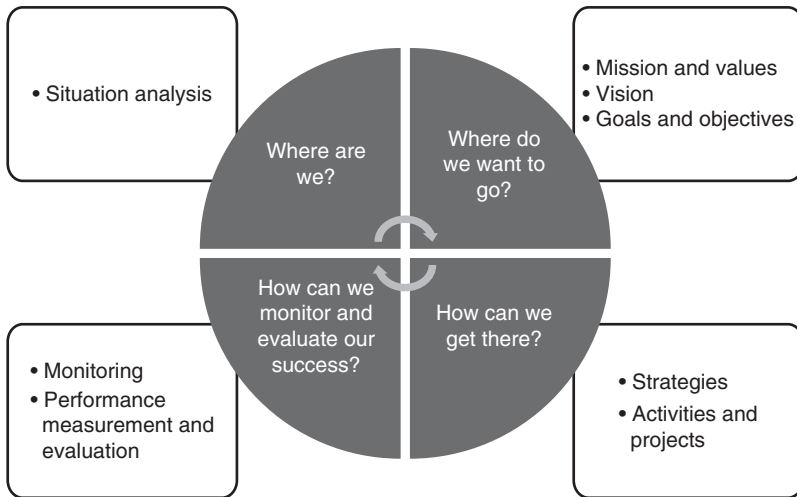 • Situation analysis
Where are
we?
• Mission and values
• Vision
• Goals and objectives
Where do
we want to
go?
How can we
monitor and
evaluate our
success?
• Monitoring
• Performance
measurement and
evaluation
How can we
get there?
• Strategies
• Activities and
projects